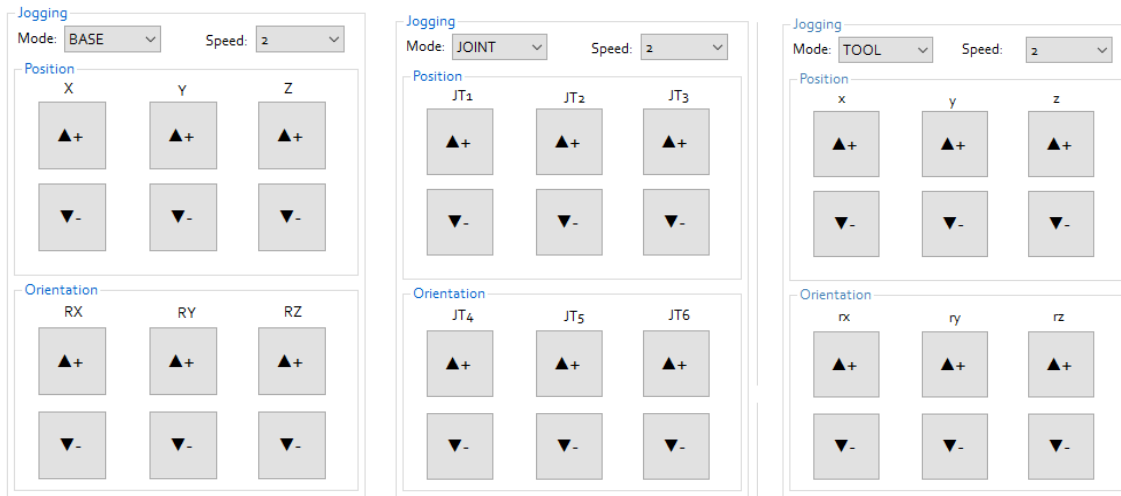 Jogging
Mode: BASE Speed: 2
Position
X Y Z
▲+ ▲+ ▲+
▼- ▼- ▼-
Orientation
RX RY RZ
▲+ ▲+ ▲+
▼- ▼- ▼-
Jogging
Mode: JOINT Speed: 2
Position
JT1 JT2 JT3
▲+ ▲+ ▲+
▼- ▼- ▼-
Orientation
JT4 JT5 JT6
▲+ ▲+ ▲+
▼- ▼- ▼-
Jogging
Mode: TOOL Speed: 2
Position
x y z
▲+ ▲+ ▲+
▼- ▼- ▼-
Orientation
rx ry rz
▲+ ▲+ ▲+
▼- ▼- ▼-